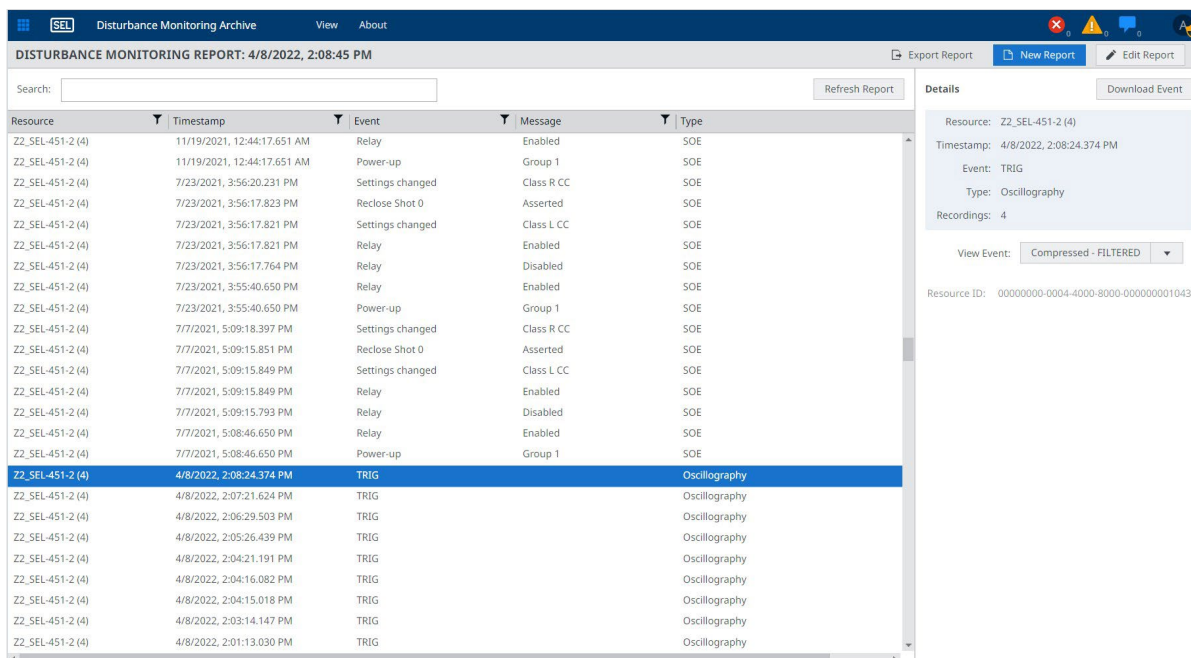 SEL Disturbance Monitoring Archive View About 0 0 0 A
DISTURBANCE MONITORING REPORT: 4/8/2022, 2:08:45 PM Export Report New Report Edit Report
Search: Refresh Report Details Download Event
Resource Timestamp Event Message Type
Z2_SEL-451-2 (4) 11/19/2021, 12:44:17.651 AM Relay Enabled SOE
Z2_SEL-451-2 (4) 11/19/2021, 12:44:17.651 AM Power-up Group 1 SOE
Z2_SEL-451-2 (4) 7/23/2021, 3:56:20.231 PM Settings changed Class R CC SOE
Z2_SEL-451-2 (4) 7/23/2021, 3:56:17.823 PM Reclose Shot 0 Asserted SOE
Z2_SEL-451-2 (4) 7/23/2021, 3:56:17.821 PM Settings changed Class L CC SOE
Z2_SEL-451-2 (4) 7/23/2021, 3:56:17.821 PM Relay Enabled SOE
Z2_SEL-451-2 (4) 7/23/2021, 3:56:17.764 PM Relay Disabled SOE
Z2_SEL-451-2 (4) 7/23/2021, 3:55:40.650 PM Relay Enabled SOE
Z2_SEL-451-2 (4) 7/23/2021, 3:55:40.650 PM Power-up Group 1 SOE
Z2_SEL-451-2 (4) 7/7/2021, 5:09:18.397 PM Settings changed Class R CC SOE
Z2_SEL-451-2 (4) 7/7/2021, 5:09:15.851 PM Reclose Shot 0 Asserted SOE
Z2_SEL-451-2 (4) 7/7/2021, 5:09:15.849 PM Settings changed Class L CC SOE
Z2_SEL-451-2 (4) 7/7/2021, 5:09:15.849 PM Relay Enabled SOE
Z2_SEL-451-2 (4) 7/7/2021, 5:09:15.793 PM Relay Disabled SOE
Z2_SEL-451-2 (4) 7/7/2021, 5:08:46.650 PM Relay Enabled SOE
Z2_SEL-451-2 (4) 7/7/2021, 5:08:46.650 PM Power-up Group 1 SOE
Z2_SEL-451-2 (4) 4/8/2022, 2:08:24.374 PM TRIG Oscillography
Z2_SEL-451-2 (4) 4/8/2022, 2:07:21.624 PM TRIG Oscillography
Z2_SEL-451-2 (4) 4/8/2022, 2:06:29.503 PM TRIG Oscillography
Z2_SEL-451-2 (4) 4/8/2022, 2:05:26.439 PM TRIG Oscillography
Z2_SEL-451-2 (4) 4/8/2022, 2:04:21.191 PM TRIG Oscillography
Z2_SEL-451-2 (4) 4/8/2022, 2:04:16.082 PM TRIG Oscillography
Z2_SEL-451-2 (4) 4/8/2022, 2:04:15.018 PM TRIG Oscillography
Z2_SEL-451-2 (4) 4/8/2022, 2:03:14.147 PM TRIG Oscillography
Z2_SEL-451-2 (4) 4/8/2022, 2:01:13.030 PM TRIG Oscillography
Resource: Z2_SEL-451-2 (4)
Timestamp: 4/8/2022, 2:08:24.374 PM
Event: TRIG
Type: Oscillography
Recordings: 4
View Event: Compressed - FILTERED
Resource ID: 00000000-0004-4000-8000-000000001043